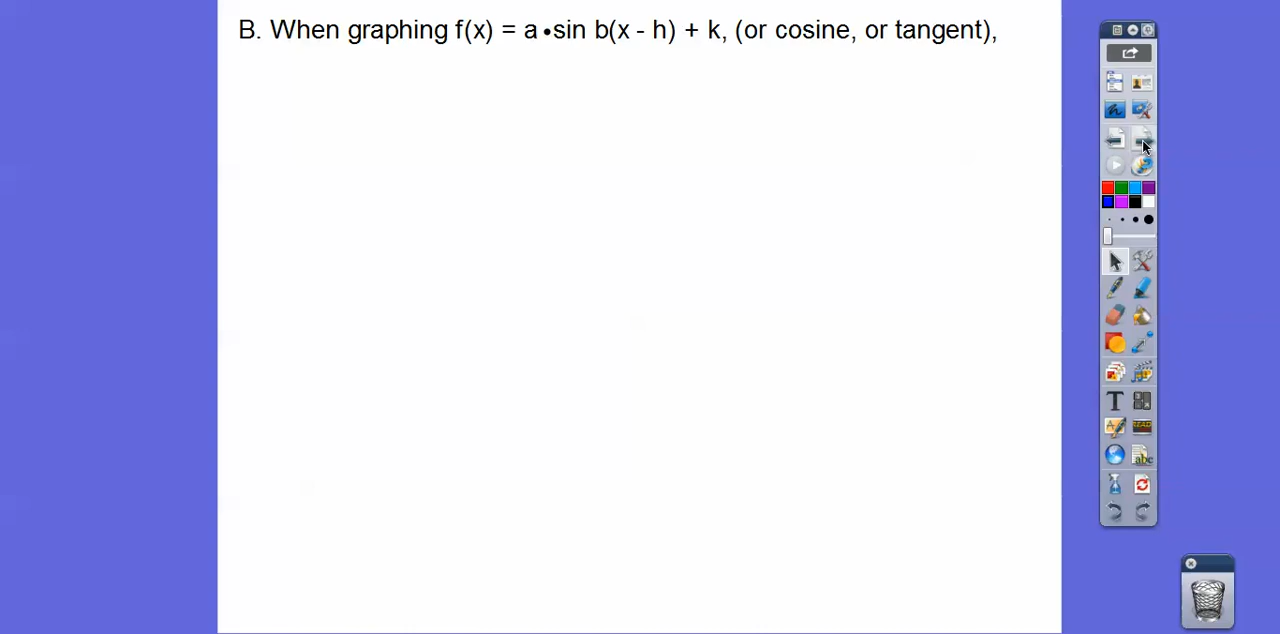 B. When graphing f(x) = a•sin b(x - h) + k, (or cosine, or tangent),